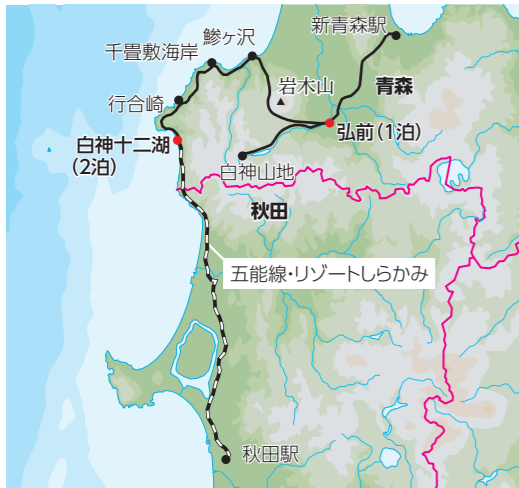 新青森駅
鰺ヶ沢
千畳敷海岸
岩木山
青森
行合崎
弘前(1泊)
白神十二湖
(2泊)
白神山地
秋田
五能線・リゾートしらかみ
秋田駅